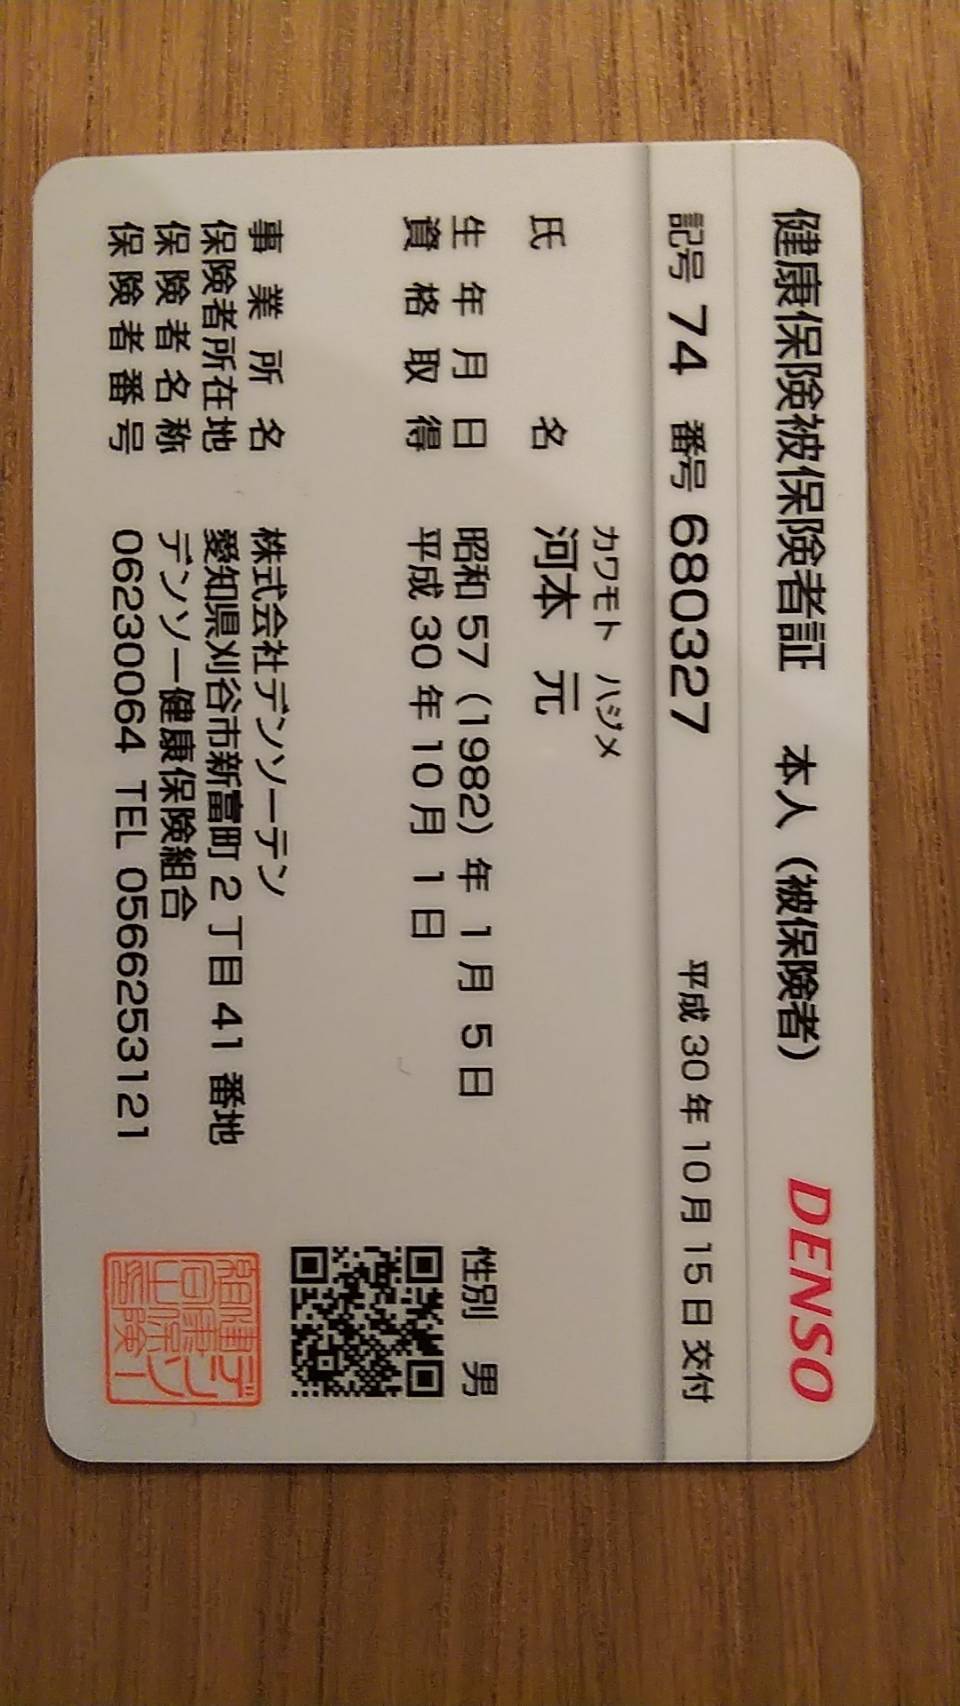 健康保険被保険者証 本人（被保険者） DENSO
記号 74 番号 680327 平成 30 年 10 月 15 日 交付
カワモト ハジメ
氏名 河本 元
生年月日 昭和 57（1982）年 1 月 5 日 性別 男
資格取得 平成 30 年 10 月 1 日
事業所名 株式会社デンソーテン
保険者所在地 愛知県刈谷市新富町 2 丁目 41 番地
保険者名称 デンソー健康保険組合
保険者番号 06230064 TEL 0566253121